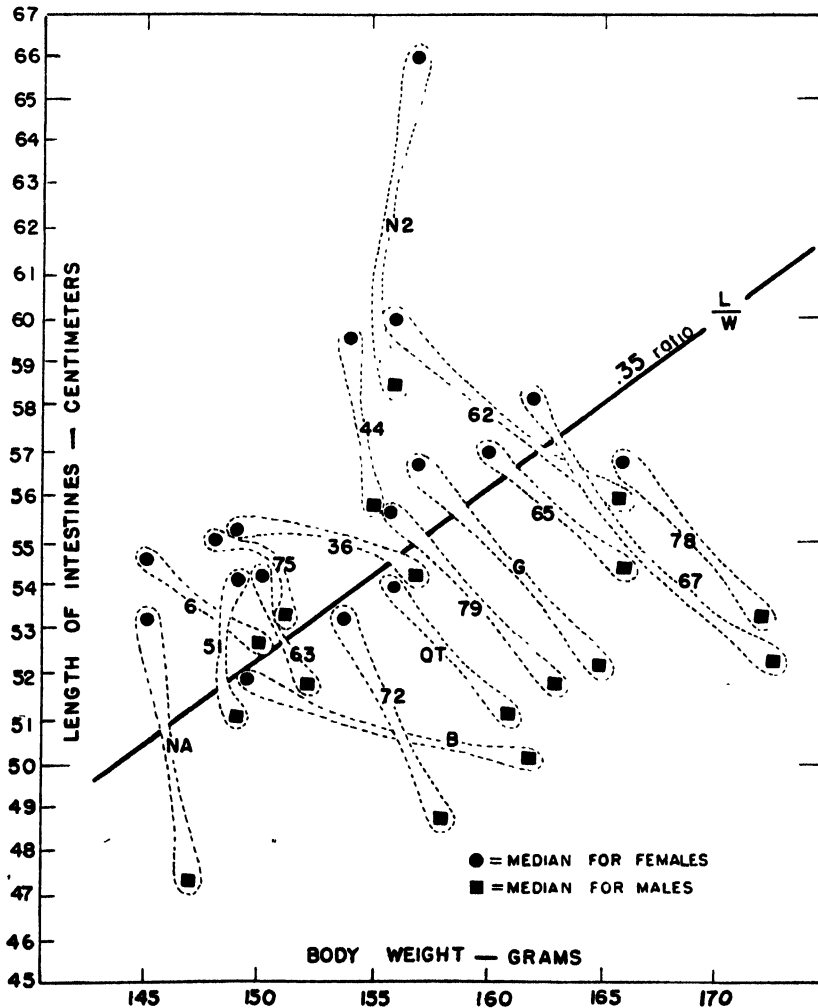 67
66
65
64
63
62
61
60
59
58
57
56
55
54
53
52
51
50
49
48
47
46
45
LENGTH OF INTESTINES — CENTIMETERS
N2
L
W
.35 ratio
44
62
36
75
65
G
78
67
6
51
63
79
QT
72
NA
B
● = MEDIAN FOR FEMALES
■ = MEDIAN FOR MALES
BODY WEIGHT — GRAMS
145 150 155 160 165 170